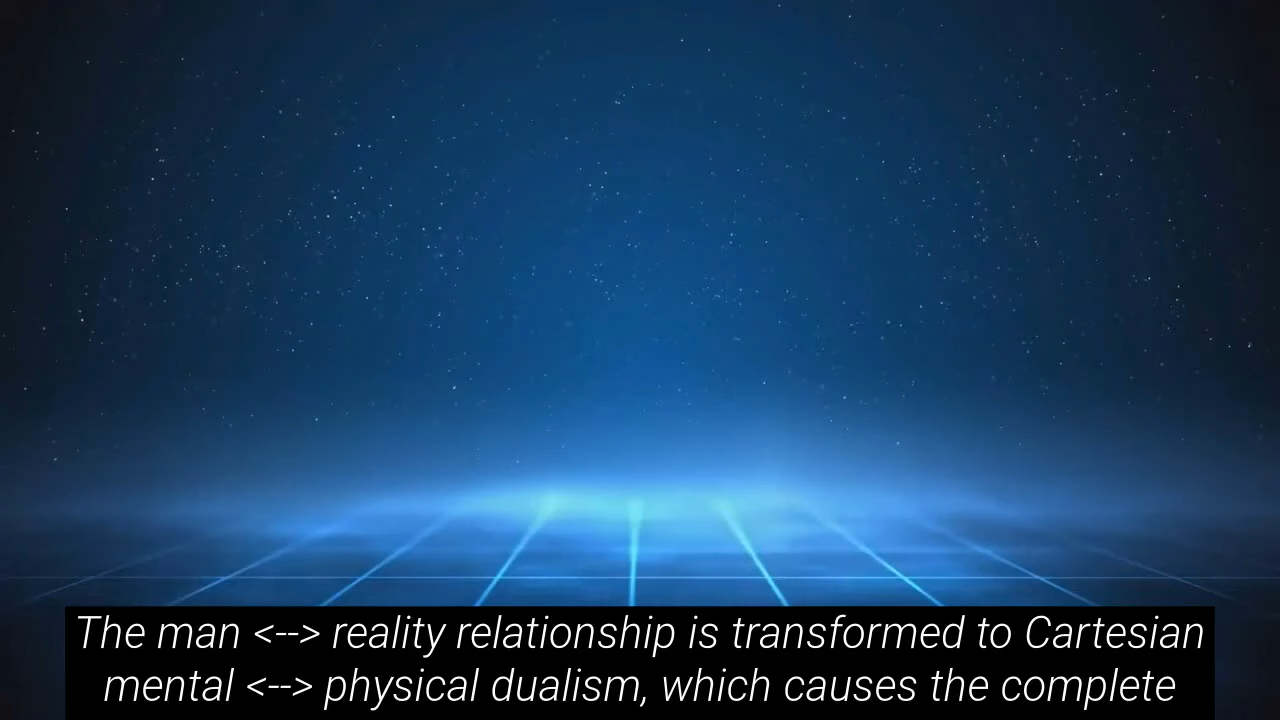 The man <--> reality relationship is transformed to Cartesian
mental <--> physical dualism, which causes the complete